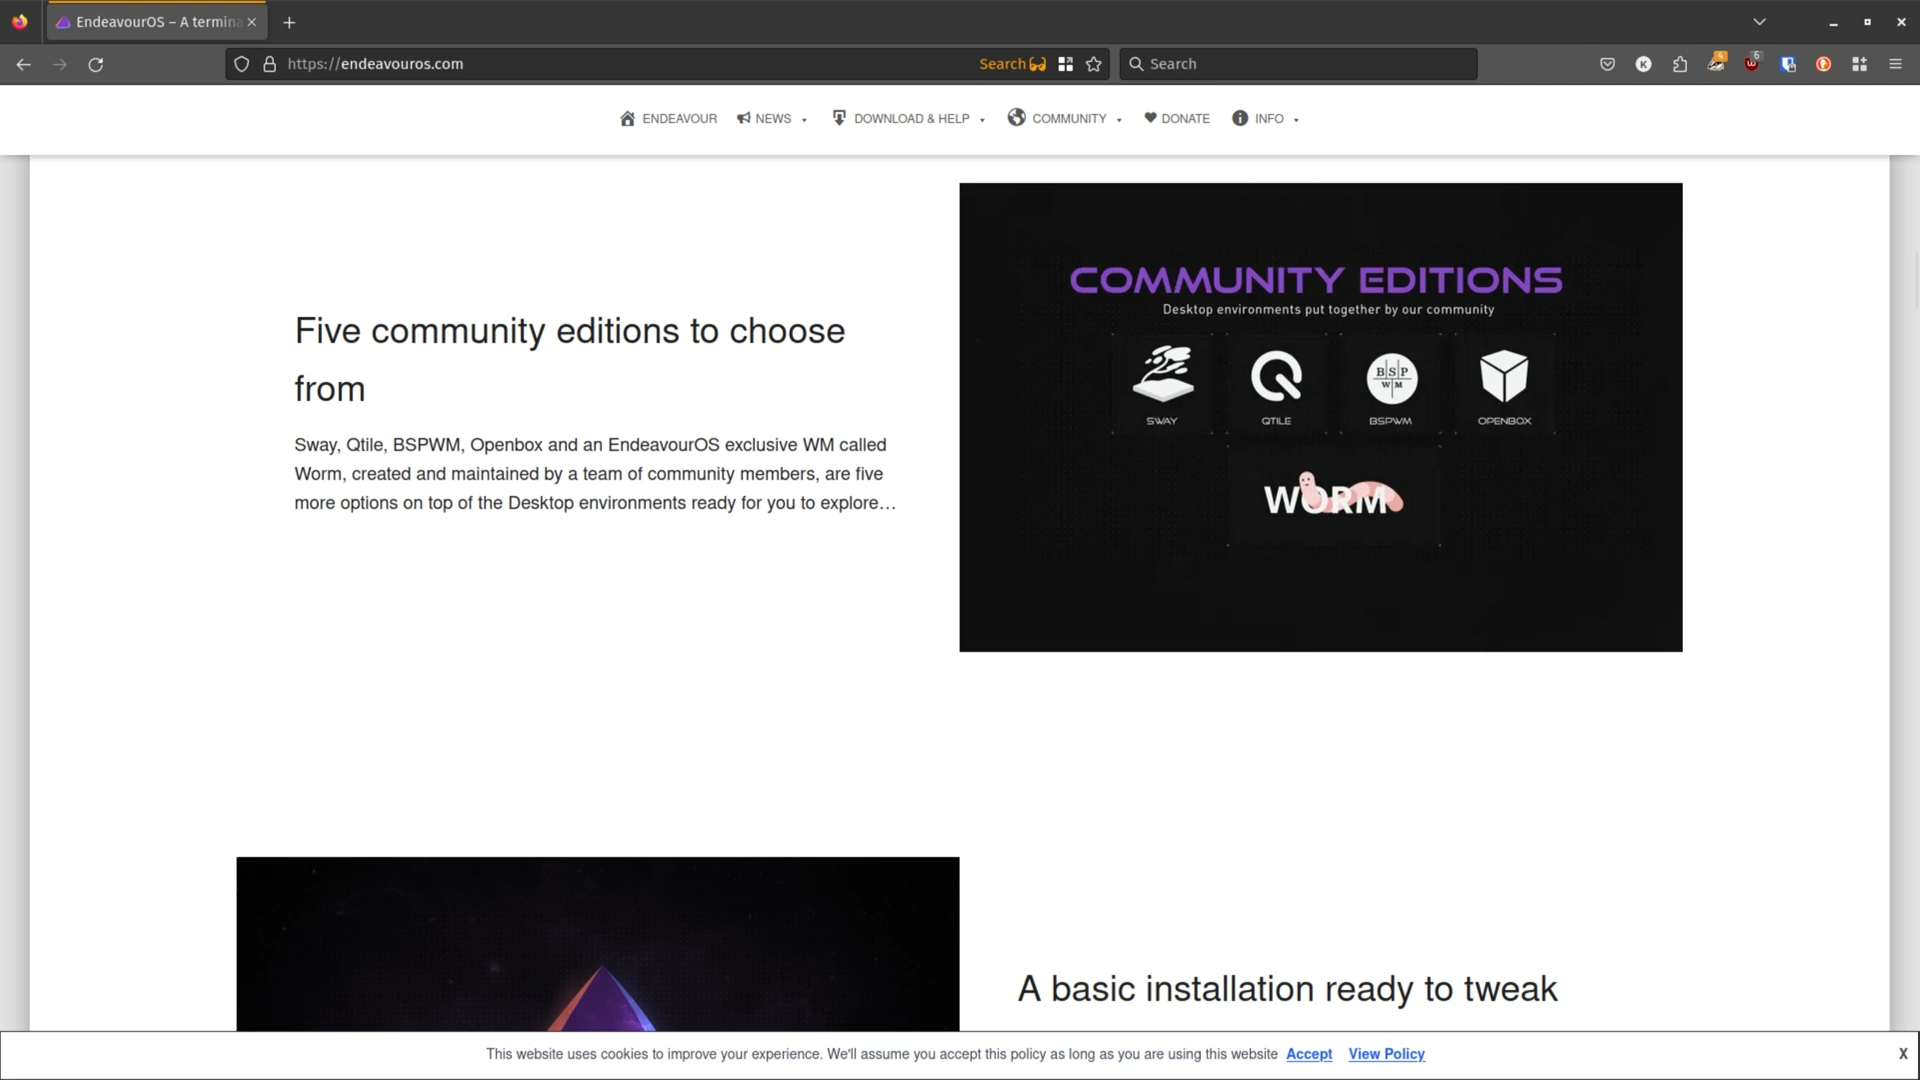 EndeavourOS – A termina
https://endeavouros.com
Search
Search
K
4
6
ENDEAVOUR
NEWS
DOWNLOAD & HELP
COMMUNITY
DONATE
INFO
Five community editions to choose
from
Sway, Qtile, BSPWM, Openbox and an EndeavourOS exclusive WM called
Worm, created and maintained by a team of community members, are five
more options on top of the Desktop environments ready for you to explore…
COMMUNITY EDITIONS
Desktop environments put together by our community
BSP
WM
SWAY
QTILE
BSPWM
OPENBOX
WORM
A basic installation ready to tweak
This website uses cookies to improve your experience. We'll assume you accept this policy as long as you are using this website Accept View Policy
X